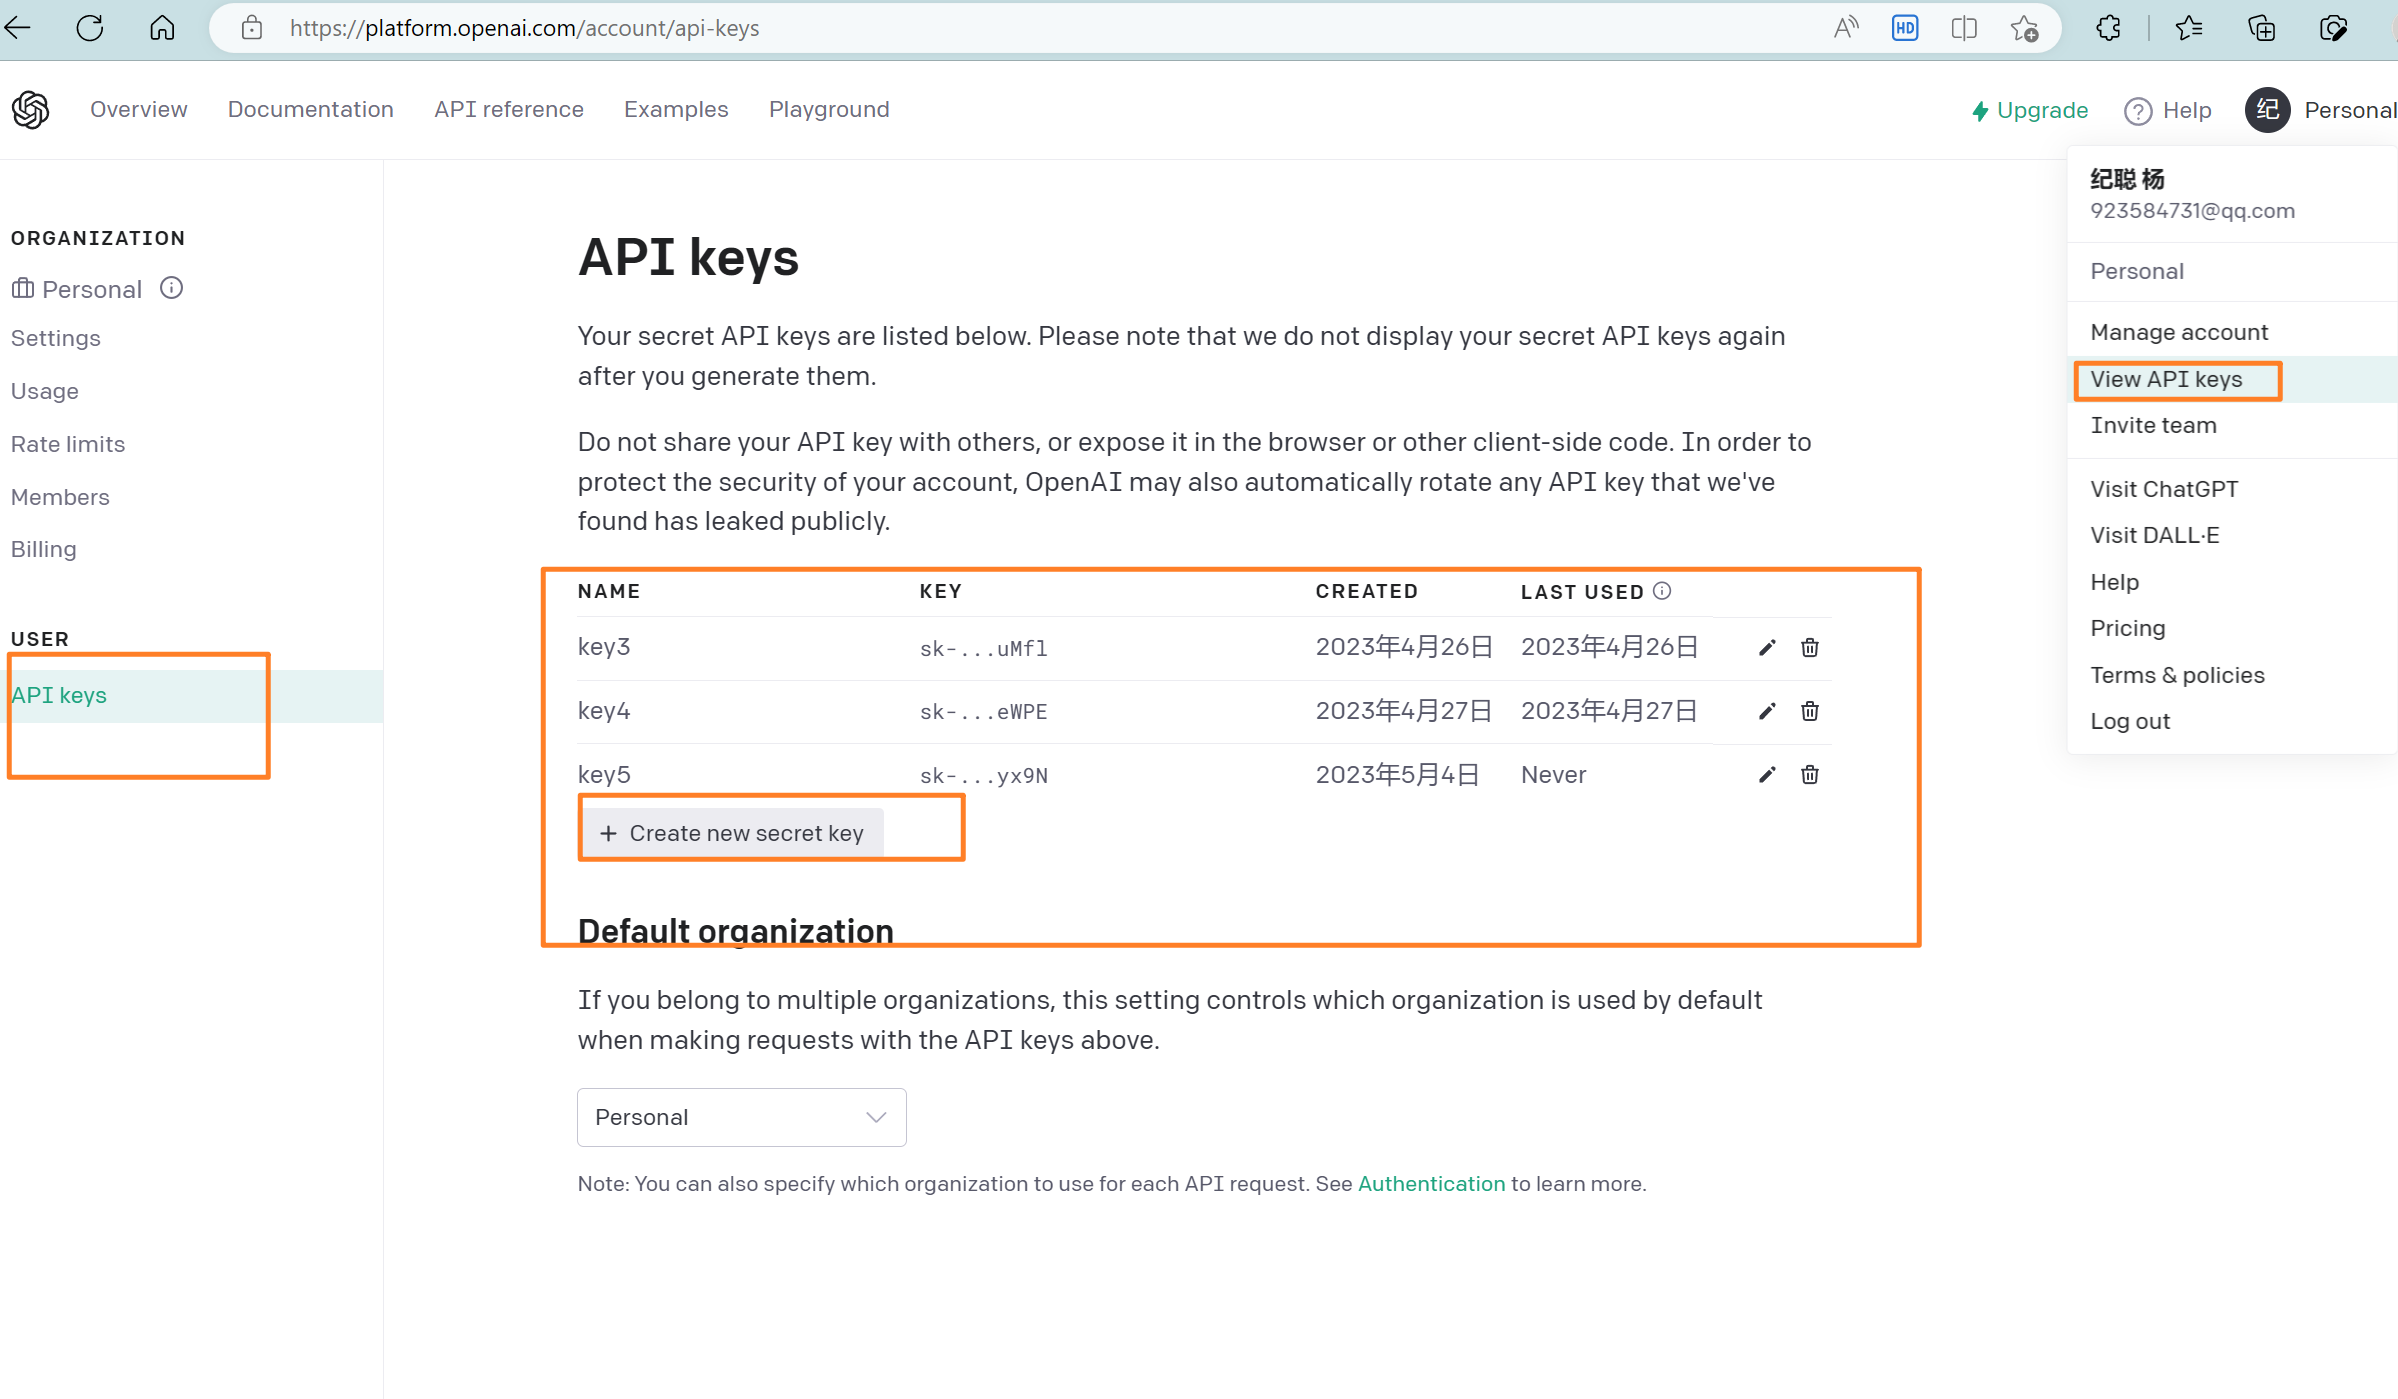 https://platform.openai.com/account/api-keys
HD
Overview
Documentation
API reference
Examples
Playground
Upgrade
Help
纪
Personal
纪聪 杨
923584731@qq.com
Personal
Manage account
View API keys
Invite team
Visit ChatGPT
Visit DALL·E
Help
Pricing
Terms & policies
Log out
ORGANIZATION
Personal
Settings
Usage
Rate limits
Members
Billing
USER
API keys
API keys
Your secret API keys are listed below. Please note that we do not display your secret API keys again
after you generate them.
Do not share your API key with others, or expose it in the browser or other client-side code. In order to
protect the security of your account, OpenAI may also automatically rotate any API key that we've
found has leaked publicly.
NAME KEY CREATED LAST USED
key3 sk-...uMfl 2023年4月26日 2023年4月26日
key4 sk-...eWPE 2023年4月27日 2023年4月27日
key5 sk-...yx9N 2023年5月4日 Never
+ Create new secret key
Default organization
If you belong to multiple organizations, this setting controls which organization is used by default
when making requests with the API keys above.
Personal
Note: You can also specify which organization to use for each API request. See Authentication to learn more.